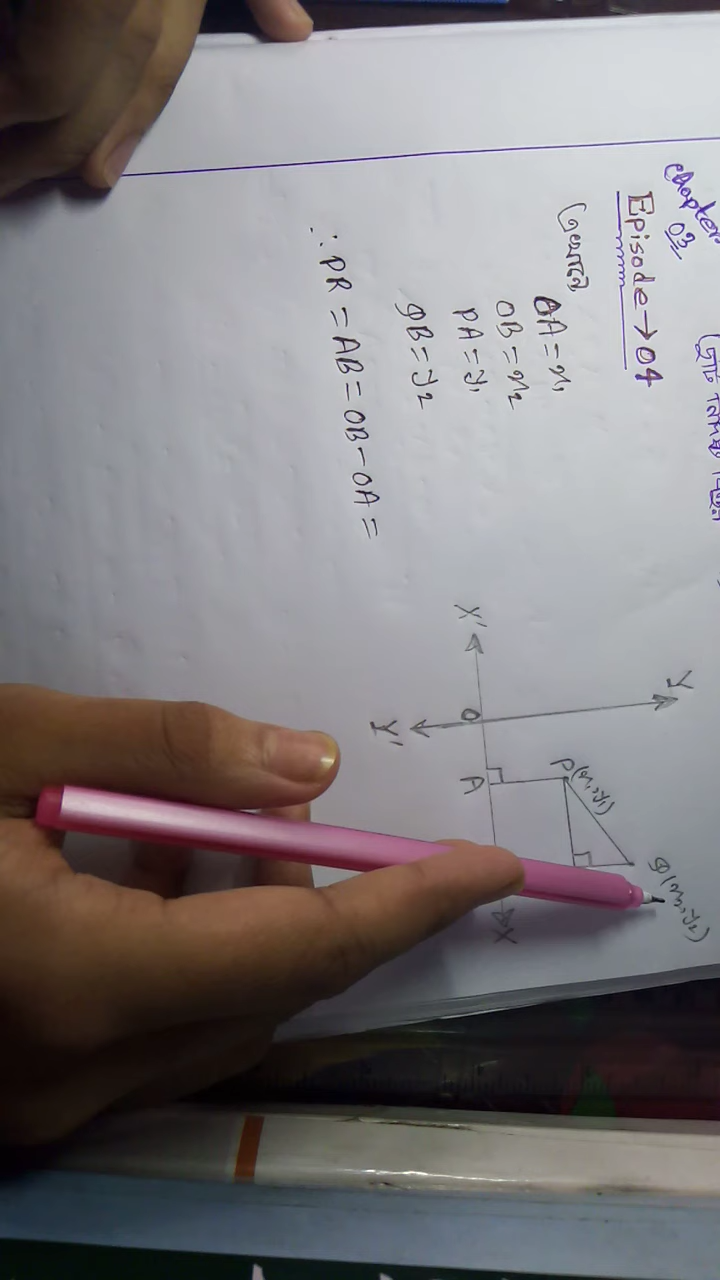 Chapter
03
Episode→04
এখানে
OA = x₁
OB = x₂
PA = y₁
QB = y₂
∴ PR = AB = OB - OA =
Y
P(x₁,y₁)
Q(x₂,y₂)
X'
O
A
X
Y'